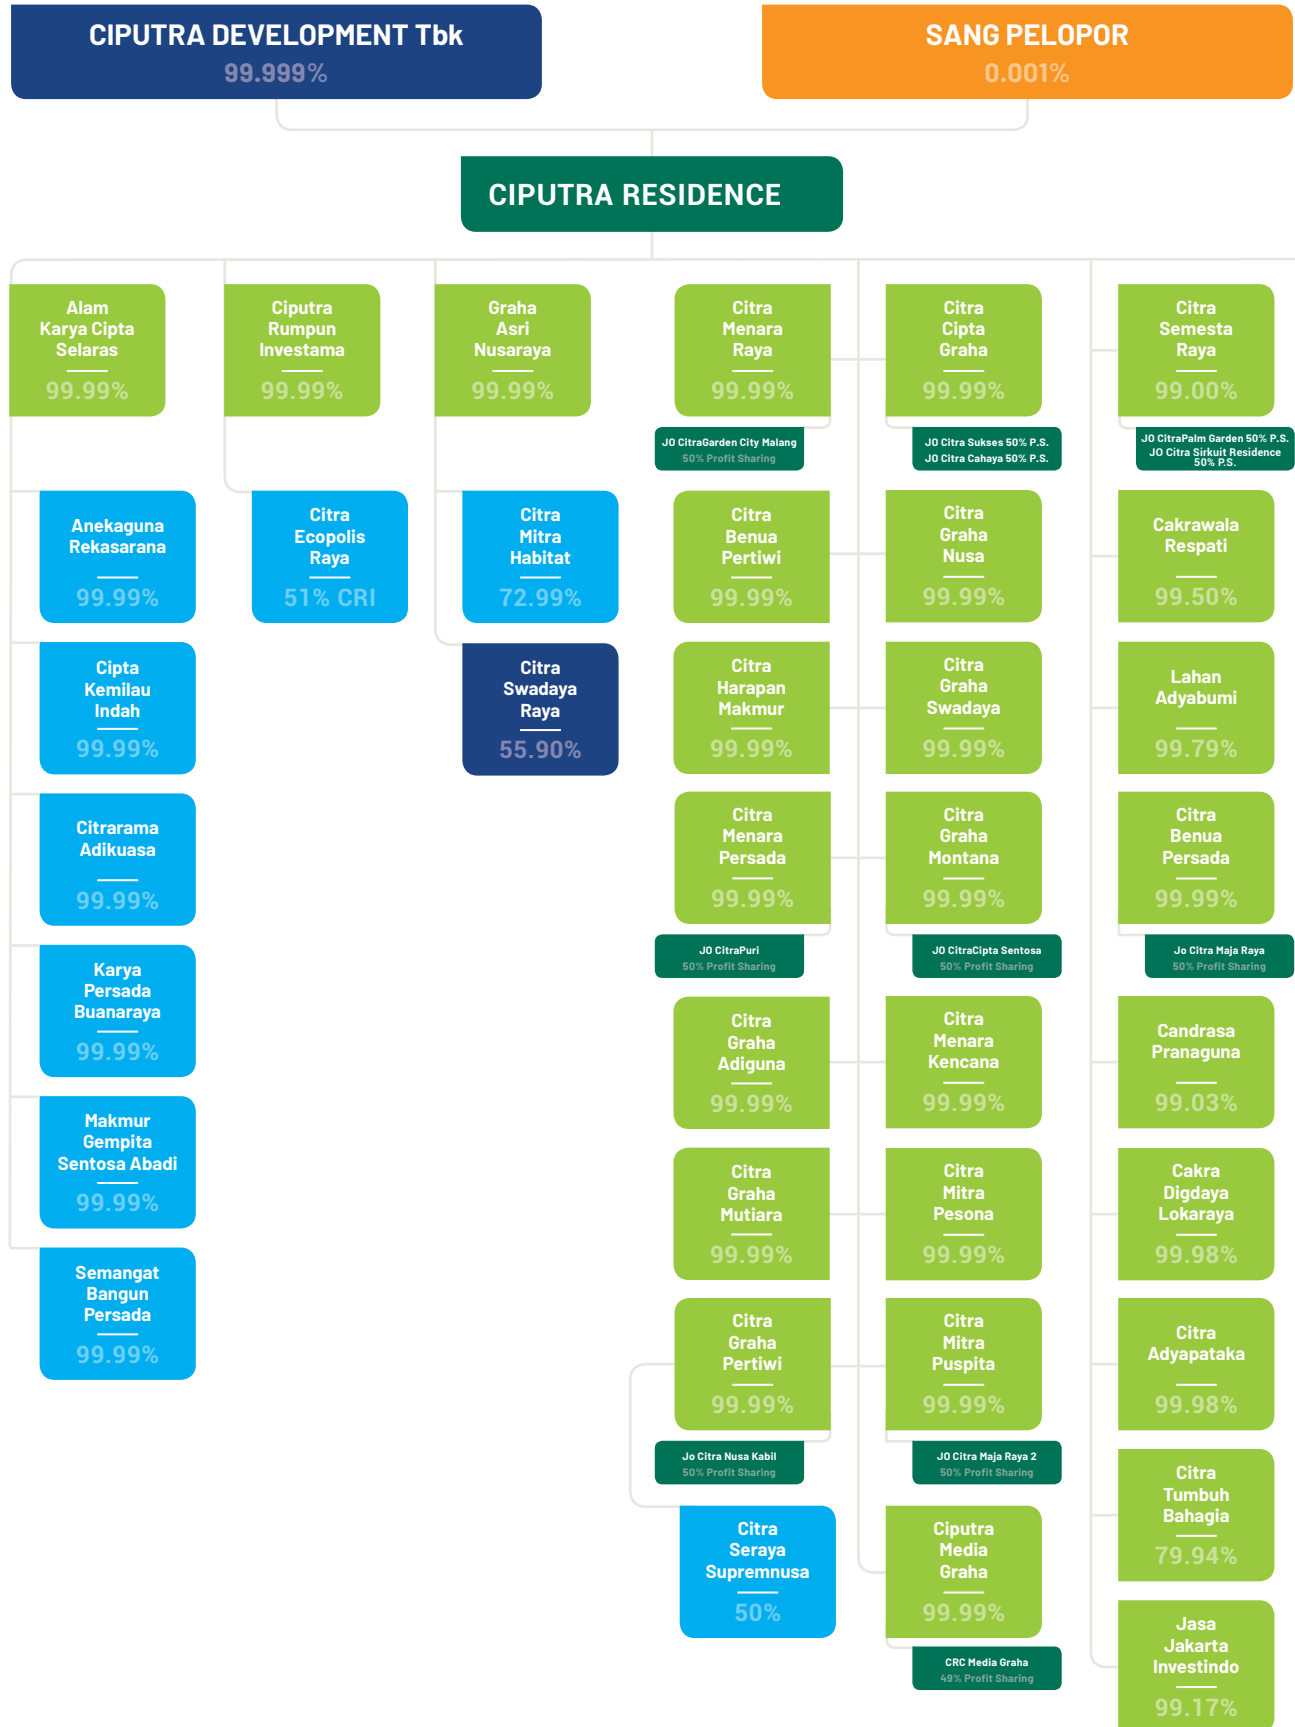 CIPUTRA DEVELOPMENT Tbk
99.999%
SANG PELOPOR
0.001%
CIPUTRA RESIDENCE
Alam
Karya Cipta
Selaras
99.99%
Ciputra
Rumpun
Investama
99.99%
Graha
Asri
Nusaraya
99.99%
Citra
Menara
Raya
99.99%
JO CitraGarden City Malang
50% Profit Sharing
Citra
Cipta
Graha
99.99%
JO Citra Sukses 50% P.S.
JO Citra Cahaya 50% P.S.
Citra
Semesta
Raya
99.00%
JO CitraPalm Garden 50% P.S.
JO Citra Sirkuit Residence
50% P.S.
Anekaguna
Rekasarana
99.99%
Citra
Ecopolis
Raya
51% CRI
Citra
Mitra
Habitat
72.99%
Citra
Benua
Pertiwi
99.99%
Citra
Graha
Nusa
99.99%
Cakrawala
Respati
99.50%
Cipta
Kemilau
Indah
99.99%
Citra
Swadaya
Raya
55.90%
Citra
Harapan
Makmur
99.99%
Citra
Graha
Swadaya
99.99%
Lahan
Adyabumi
99.79%
Citrarama
Adikuasa
99.99%
Citra
Menara
Persada
99.99%
JO CitraPuri
50% Profit Sharing
Citra
Graha
Montana
99.99%
JO CitraCipta Sentosa
50% Profit Sharing
Citra
Benua
Persada
99.99%
Jo Citra Maja Raya
50% Profit Sharing
Karya
Persada
Buanaraya
99.99%
Citra
Graha
Adiguna
99.99%
Citra
Menara
Kencana
99.99%
Candrasa
Pranaguna
99.03%
Makmur
Gempita
Sentosa Abadi
99.99%
Citra
Graha
Mutiara
99.99%
Citra
Mitra
Pesona
99.99%
Cakra
Digdaya
Lokaraya
99.98%
Semangat
Bangun
Persada
99.99%
Citra
Graha
Pertiwi
99.99%
Jo Citra Nusa Kabil
50% Profit Sharing
Citra
Mitra
Puspita
99.99%
JO Citra Maja Raya 2
50% Profit Sharing
Citra
Adyapataka
99.98%
Citra
Tumbuh
Bahagia
79.94%
Citra
Seraya
Supremnusa
50%
Ciputra
Media
Graha
99.99%
CRC Media Graha
49% Profit Sharing
Jasa
Jakarta
Investindo
99.17%